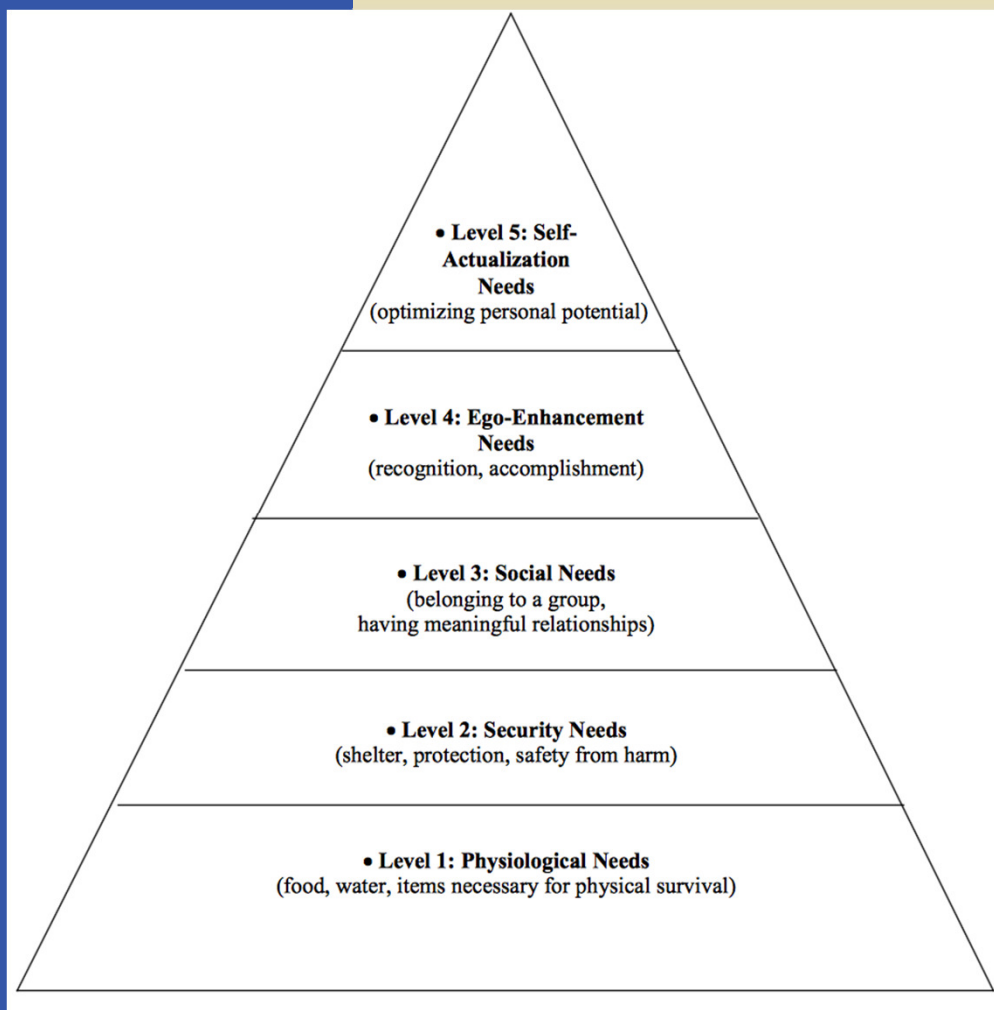 • Level 5: Self-
Actualization
Needs
(optimizing personal potential)
• Level 4: Ego-Enhancement
Needs
(recognition, accomplishment)
• Level 3: Social Needs
(belonging to a group,
having meaningful relationships)
• Level 2: Security Needs
(shelter, protection, safety from harm)
• Level 1: Physiological Needs
(food, water, items necessary for physical survival)